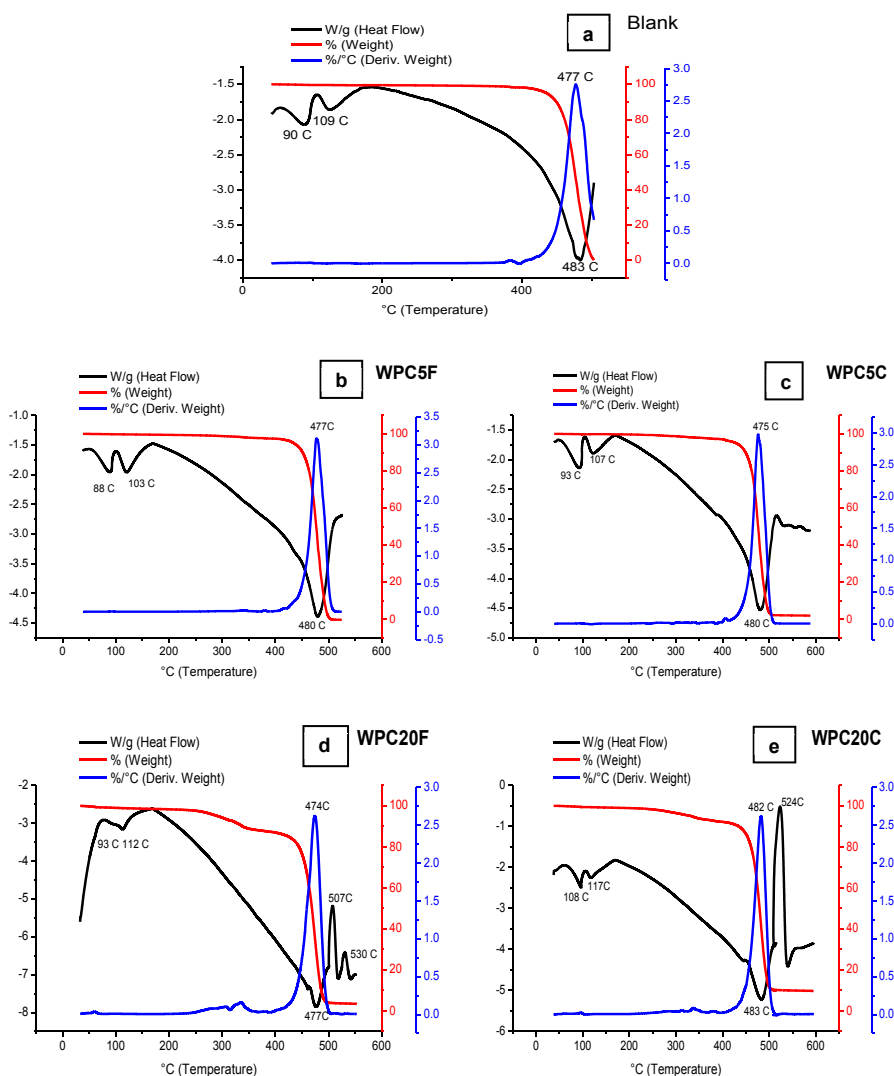 a Blank
W/g (Heat Flow)
% (Weight)
%/°C (Deriv. Weight)
477 C
90 C
109 C
483 C
-1.5
-2.0
-2.5
-3.0
-3.5
-4.0
200 400
°C (Temperature)
100
80
60
40
20
0
3.0
2.5
2.0
1.5
1.0
0.5
0.0
b WPC5F
W/g (Heat Flow)
% (Weight)
%/°C (Deriv. Weight)
477C
88 C
103 C
480 C
-1.0
-1.5
-2.0
-2.5
-3.0
-3.5
-4.0
-4.5
0 100 200 300 400 500 600
°C (Temperature)
100
80
60
40
20
0
3.5
3.0
2.5
2.0
1.5
1.0
0.5
0.0
-0.5
c WPC5C
W/g (Heat Flow)
% (Weight)
%/°C (Deriv. Weight)
475 C
93 C
107 C
480 C
-1.0
-1.5
-2.0
-2.5
-3.0
-3.5
-4.0
-4.5
-5.0
0 100 200 300 400 500 600
°C (Temperature)
100
80
60
40
20
0
3.0
2.5
2.0
1.5
1.0
0.5
0.0
d WPC20F
W/g (Heat Flow)
% (Weight)
%/°C (Deriv. Weight)
474C
93 C 112 C
507C
530 C
477C
-2
-3
-4
-5
-6
-7
-8
0 100 200 300 400 500 600
°C (Temperature)
100
80
60
40
20
0
3.0
2.5
2.0
1.5
1.0
0.5
0.0
e WPC20C
W/g (Heat Flow)
% (Weight)
%/°C (Deriv. Weight)
482 C
524C
108 C
117C
483 C
0
-1
-2
-3
-4
-5
-6
0 100 200 300 400 500 600
°C (Temperature)
100
80
60
40
20
10
0
3.0
2.5
2.0
1.5
1.0
0.5
0.0